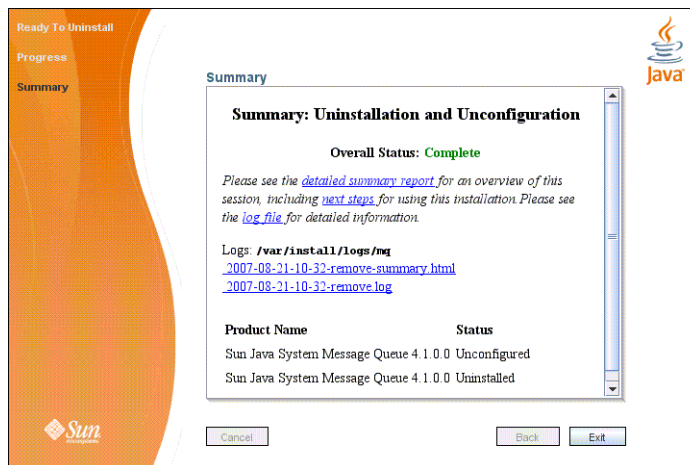 Ready To Uninstall
Progress
Summary
Java
Summary
Summary: Uninstallation and Unconfiguration
Overall Status: Complete
Please see the detailed summary report for an overview of this
session, including next steps for using this installation. Please see
the log file for detailed information.
Logs: /var/install/logs/mq
2007-08-21-10-32-remove-summary.html
2007-08-21-10-32-remove.log
Product Name Status
Sun Java System Message Queue 4.1.0.0 Unconfigured
Sun Java System Message Queue 4.1.0.0 Uninstalled
Sun
microsystems
Cancel Back Exit